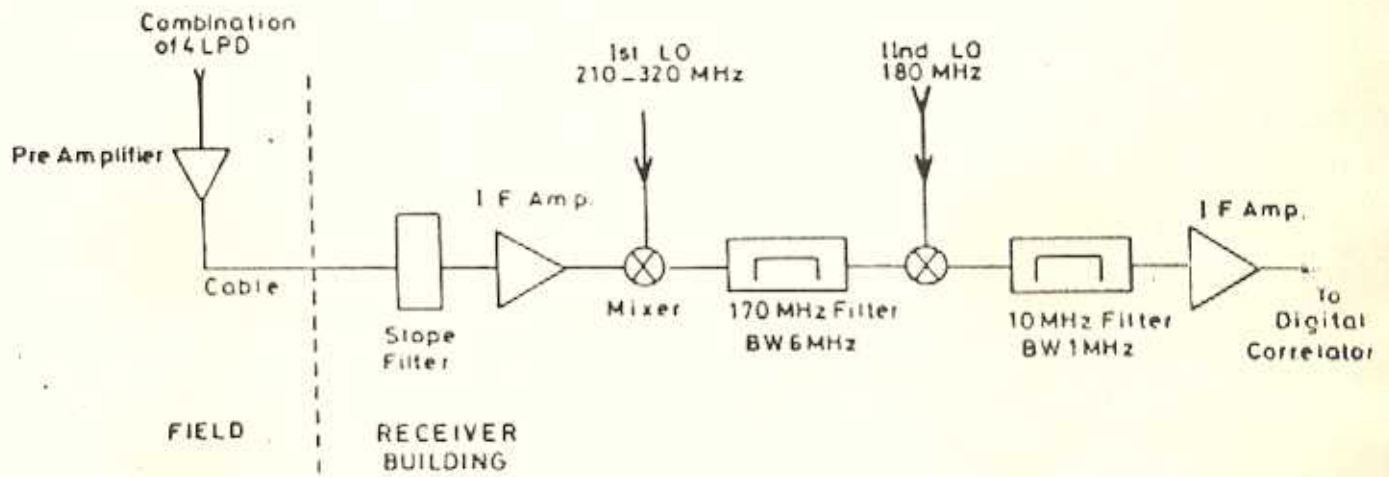 Combination
of 4 LPD
Pre Amplifier
Cable
Slope
Filter
I F Amp.
Ist LO
210-320 MHz
Mixer
170 MHz Filter
BW 6 MHz
IInd LO
180 MHz
10 MHz Filter
BW 1 MHz
I F Amp.
To
Digital
Correlator
FIELD
RECEIVER
BUILDING